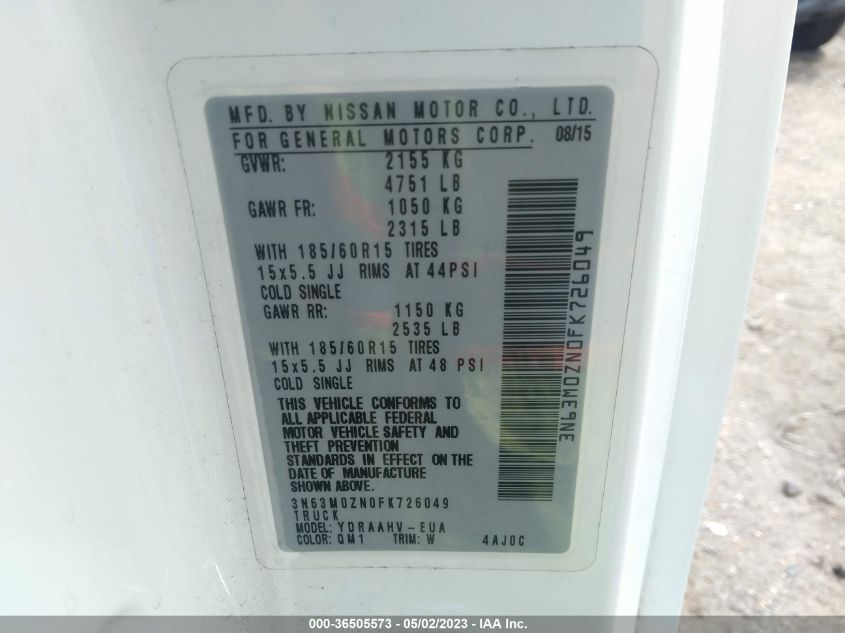 MFD. BY NISSAN MOTOR CO., LTD.
FOR GENERAL MOTORS CORP. 08/15
GVWR: 2155 KG
4751 LB
GAWR FR: 1050 KG
2315 LB
WITH 185/60R15 TIRES
15x5.5 JJ RIMS AT 44PSI
COLD SINGLE
GAWR RR: 1150 KG
2535 LB
WITH 185/60R15 TIRES
15x5.5 JJ RIMS AT 48 PSI
COLD SINGLE
THIS VEHICLE CONFORMS TO
ALL APPLICABLE FEDERAL
MOTOR VEHICLE SAFETY AND
THEFT PREVENTION
STANDARDS IN EFFECT ON THE
DATE OF MANUFACTURE
SHOWN ABOVE.
3N63M0ZN0FK726049
TRUCK
MODEL: YDRAAHV-EUA
COLOR: QM1 TRIM: W 4AJ0C
3N63M0ZN0FK726049
000-36505573 - 05/02/2023 - IAA Inc.